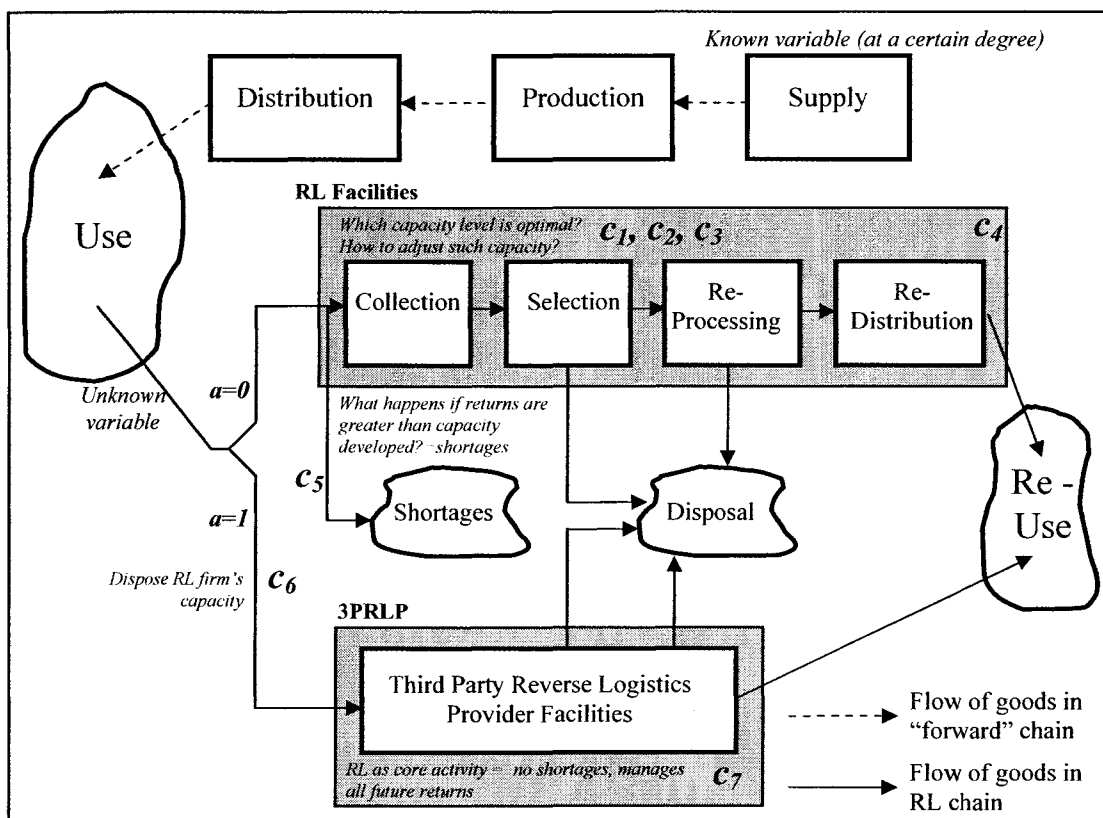 Known variable (at a certain degree)
Distribution
Production
Supply
Use
RL Facilities
Which capacity level is optimal?
How to adjust such capacity?
c1, c2, c3
c4
Collection
Selection
Re-
Processing
Re-
Distribution
Unknown
variable
a=0
What happens if returns are
greater than capacity
developed? = shortages
c5
Shortages
Disposal
Re -
Use
a=1
Dispose RL firm's
capacity
c6
3PRLP
Third Party Reverse Logistics
Provider Facilities
RL as core activity = no shortages, manages
all future returns
c7
Flow of goods in
“forward” chain
Flow of goods in
RL chain